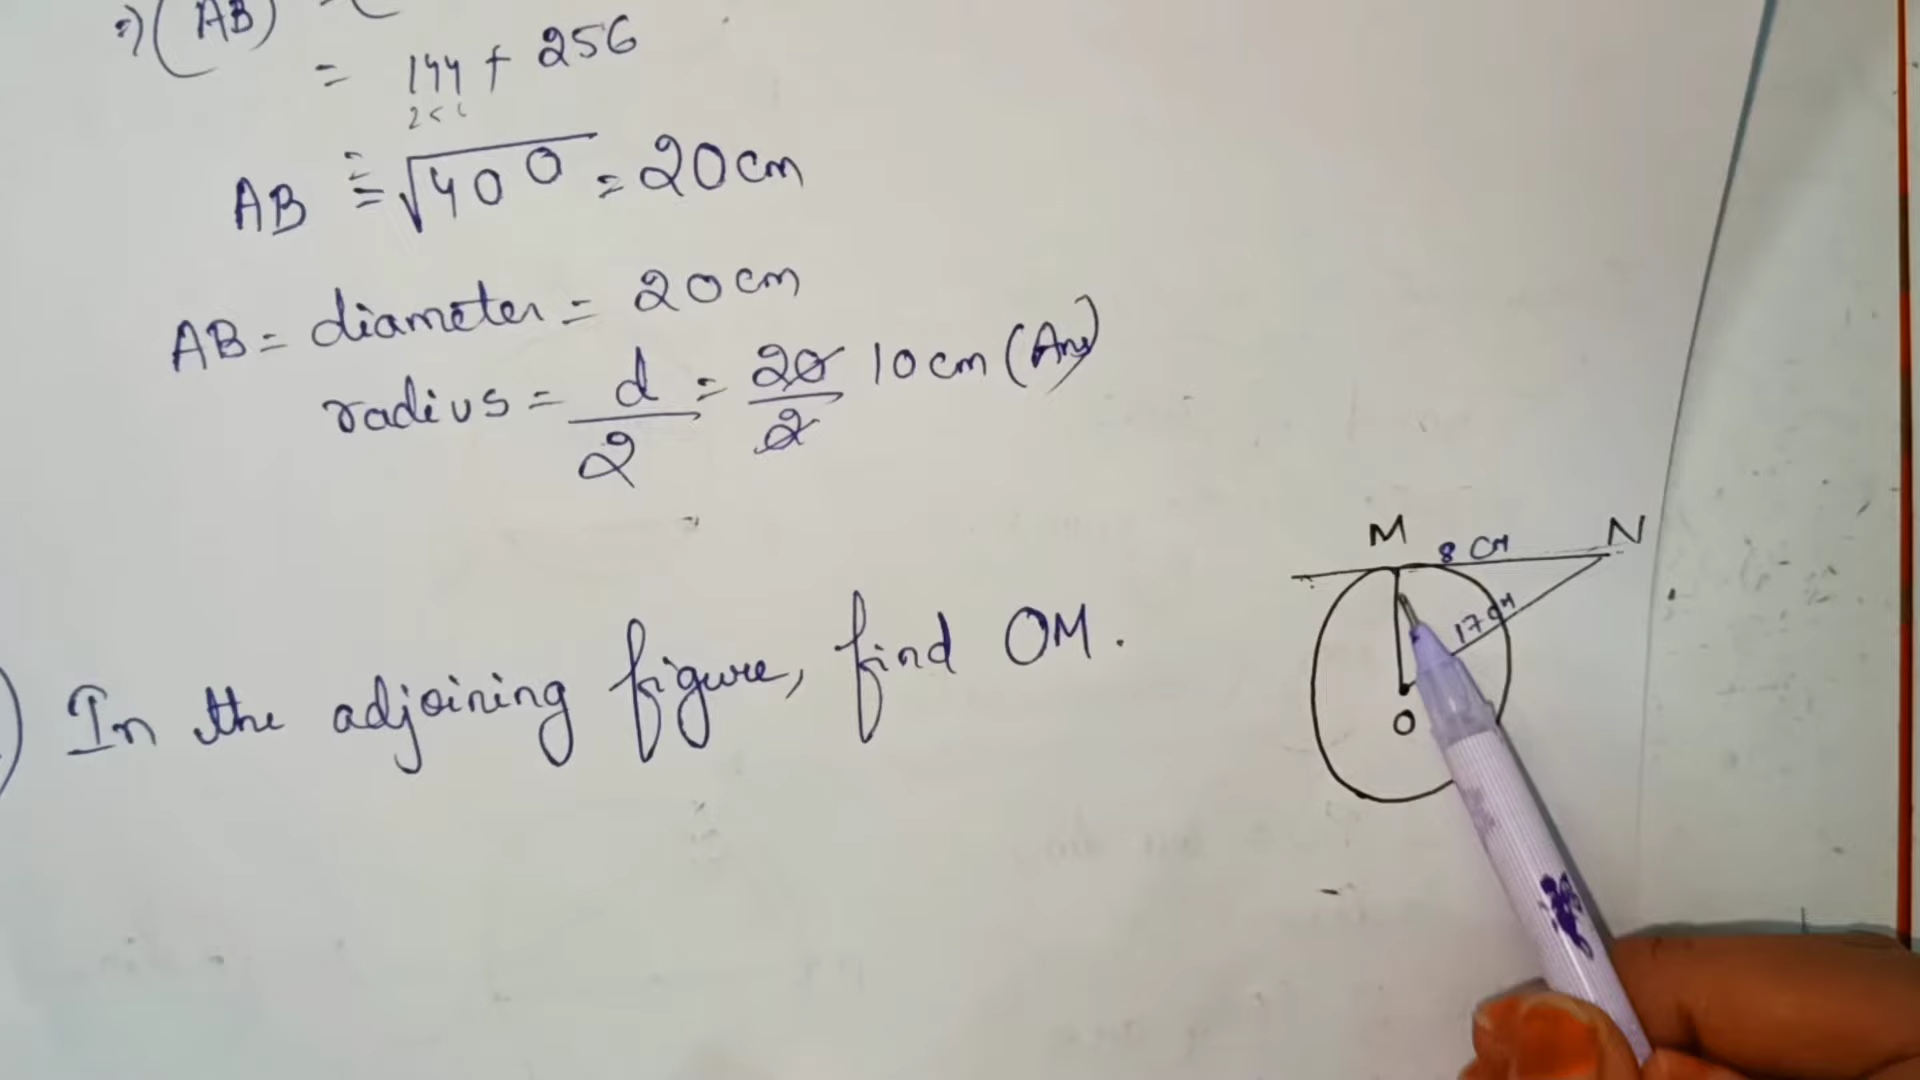 ⇒ (AB)
= 144 + 256
AB = √400 = 20cm
AB = diameter = 20cm
radius = d/2 = 20/2 10cm (Ans)
In the adjoining figure, find OM.
M 8 CM N
17 CM
O